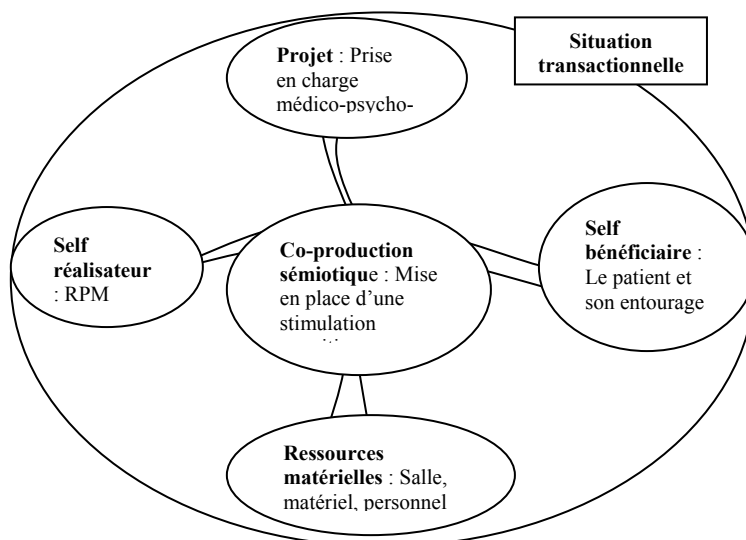 Projet : Prise
en charge
médico-psycho-
Situation
transactionnelle
Self
réalisateur
: RPM
Co-production
sémiotique : Mise
en place d’une
stimulation
Self
bénéficiaire :
Le patient et
son entourage
Ressources
matérielles : Salle,
matériel, personnel